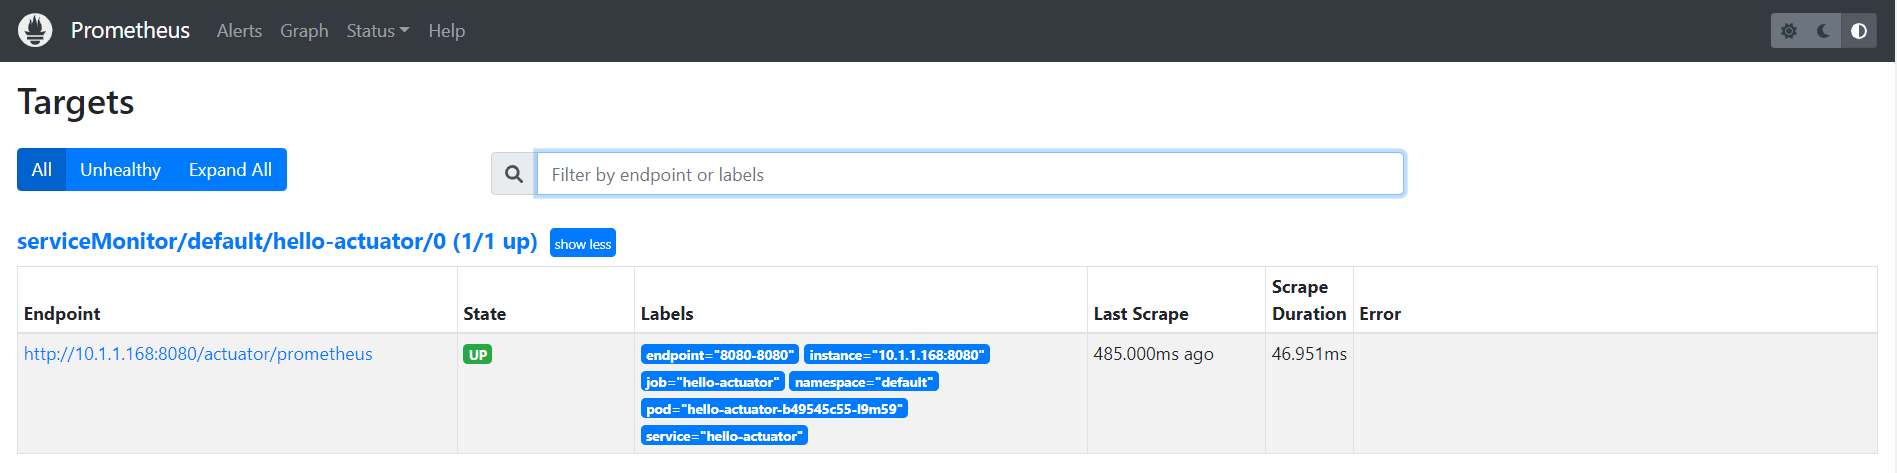 Prometheus Alerts Graph Status Help
Targets
All Unhealthy Expand All Filter by endpoint or labels
serviceMonitor/default/hello-actuator/0 (1/1 up) show less
Endpoint State Labels Last Scrape Scrape Duration Error
http://10.1.1.168:8080/actuator/prometheus UP endpoint="8080-8080" instance="10.1.1.168:8080" 485.000ms ago 46.951ms
job="hello-actuator" namespace="default"
pod="hello-actuator-b49545c55-l9m59"
service="hello-actuator"